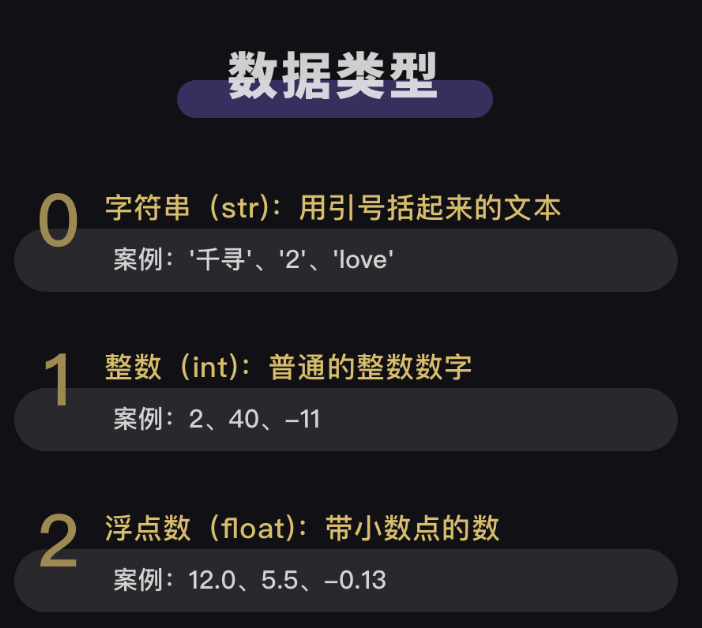 数据类型
0
字符串（str）：用引号括起来的文本
案例：'千寻'、'2'、'love'
1
整数（int）：普通的整数数字
案例：2、40、-11
2
浮点数（float）：带小数点的数
案例：12.0、5.5、-0.13